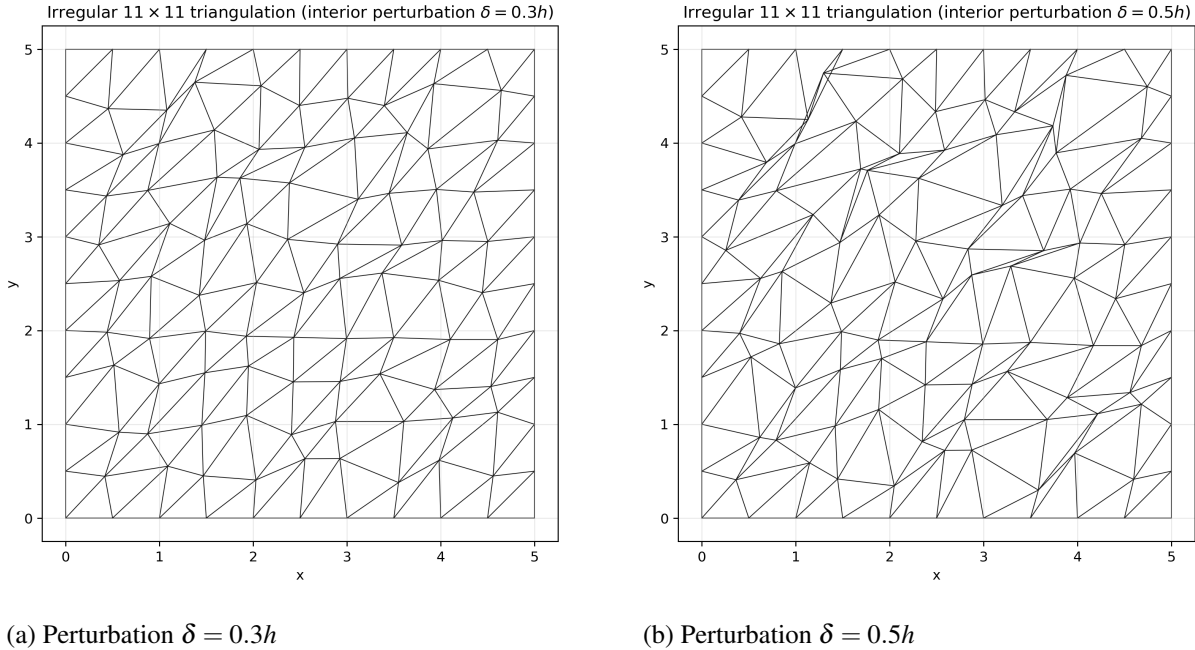 Irregular 11 × 11 triangulation (interior perturbation δ = 0.3h)
5
4
3
2
1
0
y
0 1 2 3 4 5
x
(a) Perturbation δ = 0.3h
Irregular 11 × 11 triangulation (interior perturbation δ = 0.5h)
5
4
3
2
1
0
y
0 1 2 3 4 5
x
(b) Perturbation δ = 0.5h